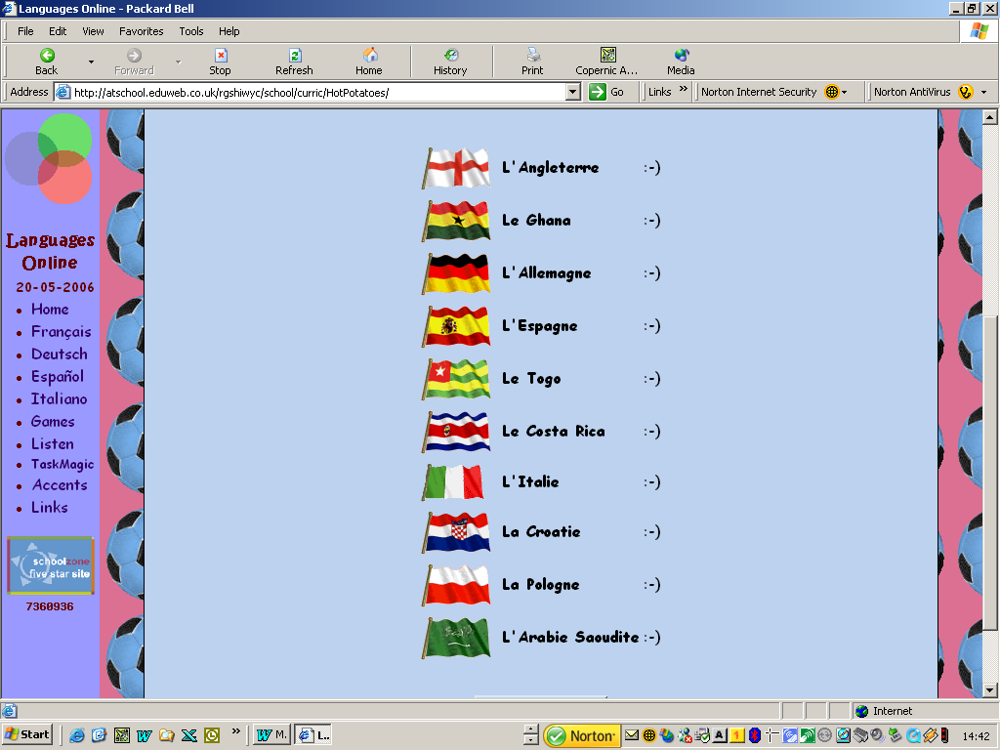 Languages Online - Packard Bell
File Edit View Favorites Tools Help
Back Forward Stop Refresh Home History Print Copernic A... Media
Address http://atschool.eduweb.co.uk/rgshiwyc/school/curric/HotPotatoes/ Go Links » Norton Internet Security Norton AntiVirus
Languages
Online
20-05-2006
Home
Français
Deutsch
Español
Italiano
Games
Listen
TaskMagic
Accents
Links
schoolzone
five star site
7360936
L'Angleterre :-)
Le Ghana :-)
L'Allemagne :-)
L'Espagne :-)
Le Togo :-)
Le Costa Rica :-)
L'Italie :-)
La Croatie :-)
La Pologne :-)
L'Arabie Saoudite :-)
Internet
Start » M. L.. Norton 14:42